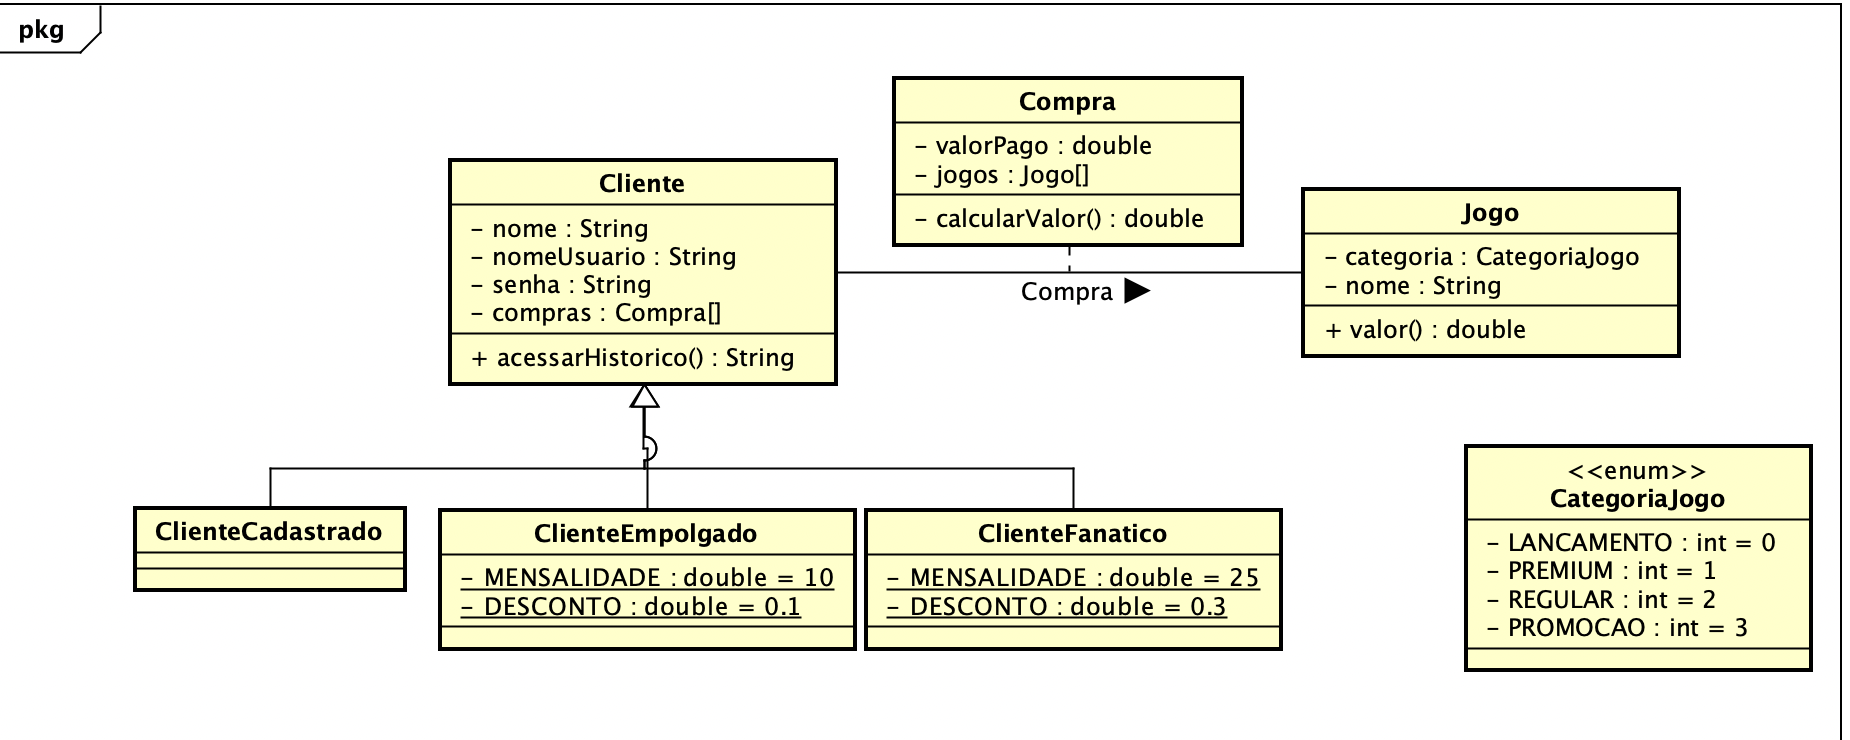 pkg
Compra
- valorPago : double
- jogos : Jogo[]
- calcularValor() : double
Cliente
- nome : String
- nomeUsuario : String
- senha : String
- compras : Compra[]
+ acessarHistorico() : String
Compra
Jogo
- categoria : CategoriaJogo
- nome : String
+ valor() : double
ClienteCadastrado
ClienteEmpolgado
- MENSALIDADE : double = 10
- DESCONTO : double = 0.1
ClienteFanatico
- MENSALIDADE : double = 25
- DESCONTO : double = 0.3
<<enum>>
CategoriaJogo
- LANCAMENTO : int = 0
- PREMIUM : int = 1
- REGULAR : int = 2
- PROMOCAO : int = 3